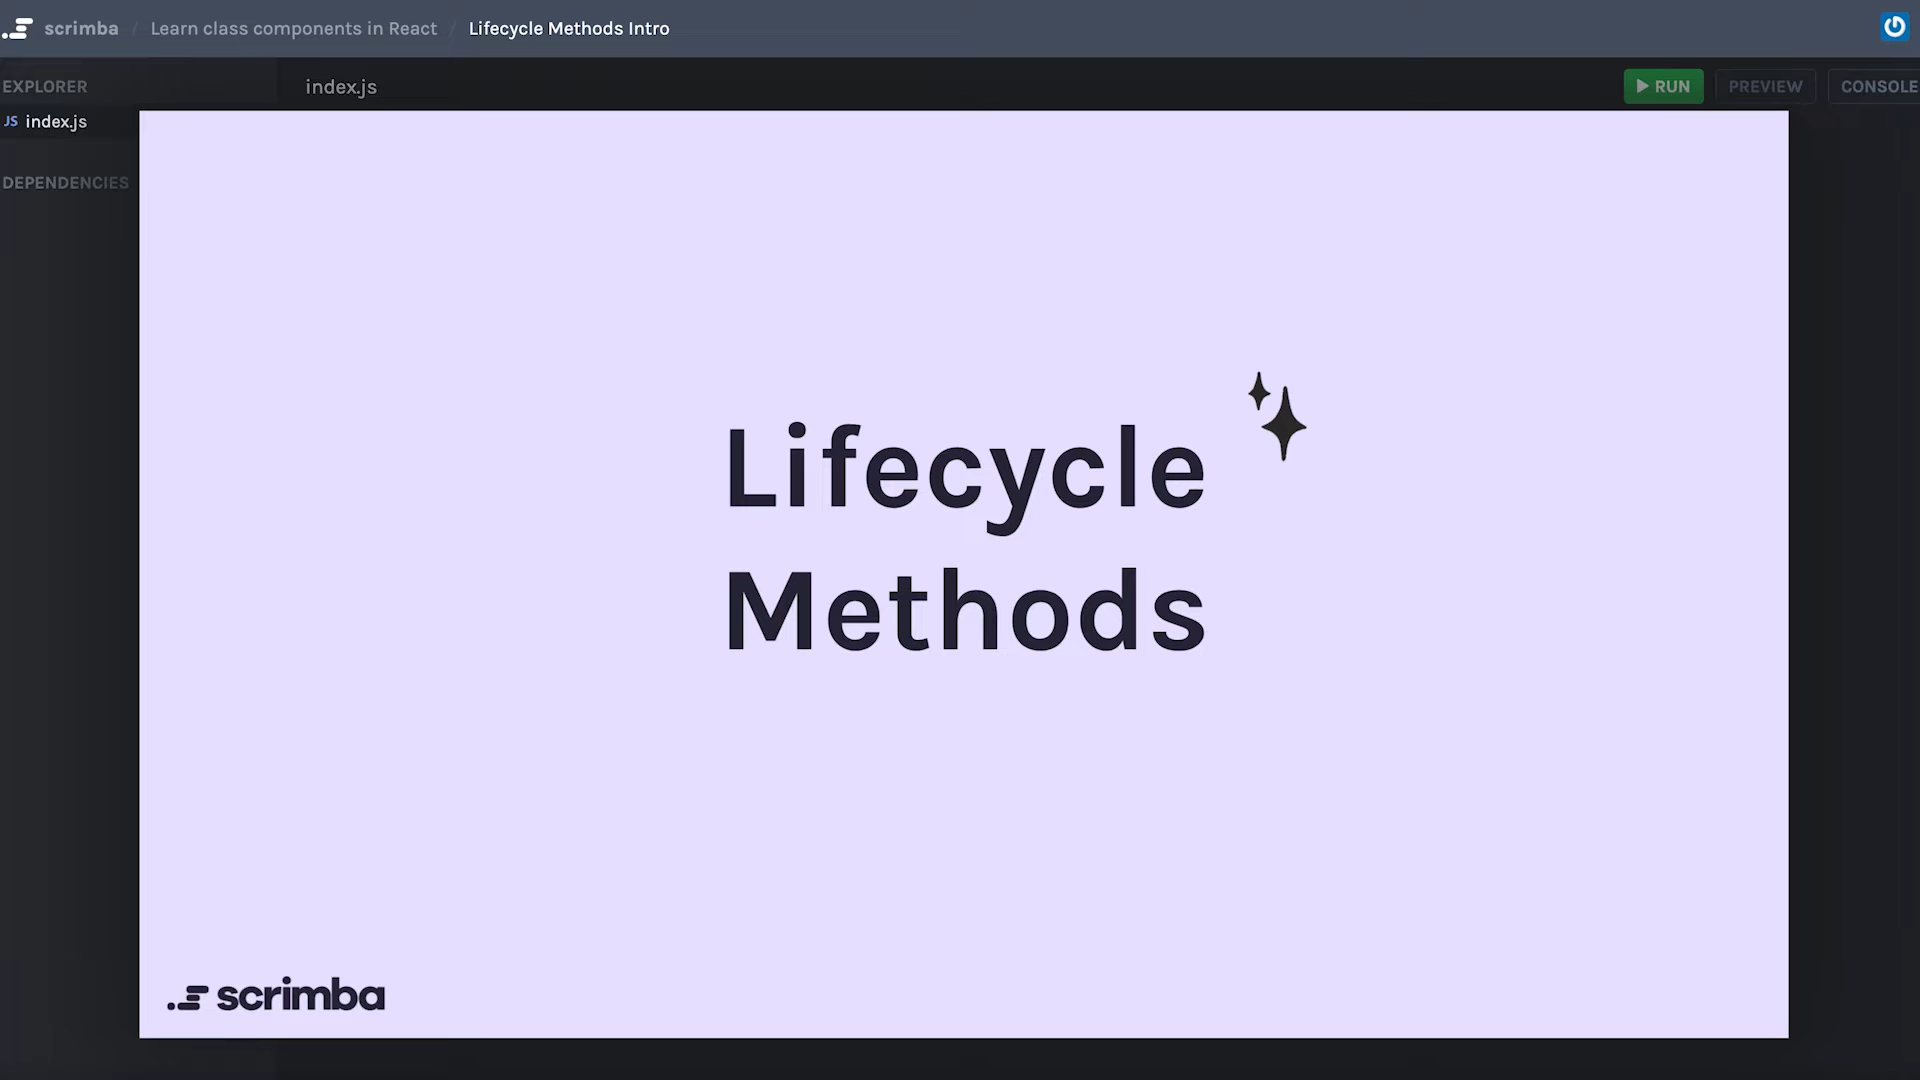 scrimba / Learn class components in React / Lifecycle Methods Intro
EXPLORER
index.js
RUN
PREVIEW
CONSOLE
JS index.js
DEPENDENCIES
Lifecycle
Methods
scrimba